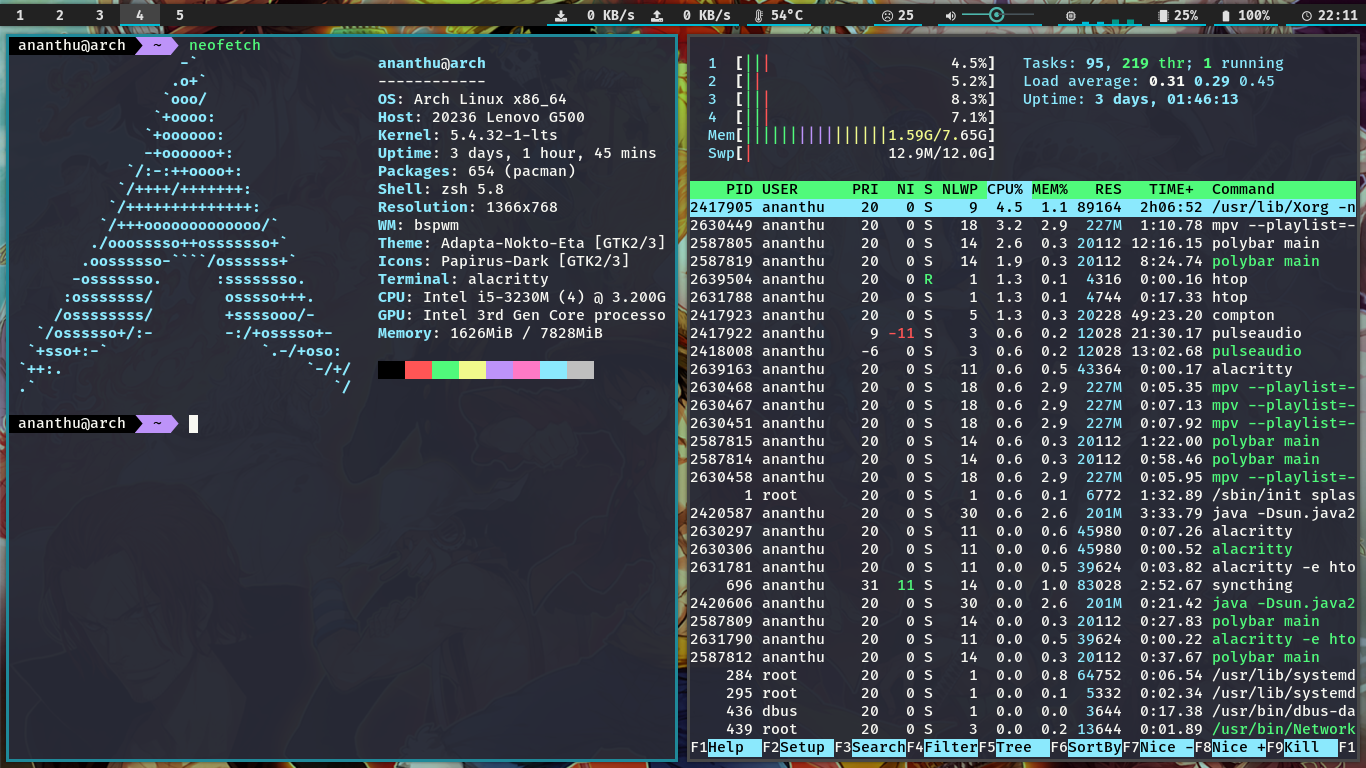 1 2 3 4 5 0 KB/s 0 KB/s 54°C 25 25% 100% 22:11
ananthu@arch ~ neofetch
-`
.o+` ananthu@arch
`ooo/ ------------
`+oooo: OS: Arch Linux x86_64
`+oooooo: Host: 20236 Lenovo G500
-+oooooo+: Kernel: 5.4.32-1-lts
`/:-:++oooo+: Uptime: 3 days, 1 hour, 45 mins
`/++++/+++++++: Packages: 654 (pacman)
`/++++++++++++++: Shell: zsh 5.8
`/+++ooooooooooooo/` Resolution: 1366x768
./ooosssso++osssssso+` WM: bspwm
.oossssso-````/ossssss+` Theme: Adapta-Nokto-Eta [GTK2/3]
-osssssso. :ssssssso. Icons: Papirus-Dark [GTK2/3]
:osssssss/ osssso+++. Terminal: alacritty
/ossssssss/ +ssssooo/- CPU: Intel i5-3230M (4) @ 3.200G
`/ossssso+/:- -:/+osssso+- GPU: Intel 3rd Gen Core processo
`+sso+:-` `.-/+oso: Memory: 1626MiB / 7828MiB
`++:. `-/+/
.` `/
ananthu@arch ~
1 [||| 4.5%] Tasks: 95, 219 thr; 1 running
2 [|| 5.2%] Load average: 0.31 0.29 0.45
3 [||| 8.3%] Uptime: 3 days, 01:46:13
4 [||| 7.1%]
Mem[||||||||||||||||1.59G/7.65G]
Swp[| 12.9M/12.0G]
PID USER PRI NI S NLWP CPU% MEM% RES TIME+ Command
2417905 ananthu 20 0 S 9 4.5 1.1 89164 2h06:52 /usr/lib/Xorg -n
2630449 ananthu 20 0 S 18 3.2 2.9 227M 1:10.78 mpv --playlist=-
2587805 ananthu 20 0 S 14 2.6 0.3 20112 12:16.15 polybar main
2587819 ananthu 20 0 S 14 1.9 0.3 20112 8:24.74 polybar main
2639504 ananthu 20 0 R 1 1.3 0.1 4316 0:00.16 htop
2631788 ananthu 20 0 S 1 1.3 0.1 4744 0:17.33 htop
2417923 ananthu 20 0 S 5 1.3 0.3 20228 49:23.20 compton
2417922 ananthu 9 -11 S 3 0.6 0.2 12028 21:30.17 pulseaudio
2418008 ananthu -6 0 S 3 0.6 0.2 12028 13:02.68 pulseaudio
2639163 ananthu 20 0 S 11 0.6 0.5 43364 0:00.17 alacritty
2630468 ananthu 20 0 S 18 0.6 2.9 227M 0:05.35 mpv --playlist=-
2630467 ananthu 20 0 S 18 0.6 2.9 227M 0:07.13 mpv --playlist=-
2630451 ananthu 20 0 S 18 0.6 2.9 227M 0:07.92 mpv --playlist=-
2587815 ananthu 20 0 S 14 0.6 0.3 20112 1:22.00 polybar main
2587814 ananthu 20 0 S 14 0.6 0.3 20112 0:58.46 polybar main
2630458 ananthu 20 0 S 18 0.6 2.9 227M 0:05.95 mpv --playlist=-
1 root 20 0 S 1 0.6 0.1 6772 1:32.89 /sbin/init splas
2420587 ananthu 20 0 S 30 0.6 2.6 201M 3:33.79 java -Dsun.java2
2630297 ananthu 20 0 S 11 0.0 0.6 45980 0:07.26 alacritty
2630306 ananthu 20 0 S 11 0.0 0.6 45980 0:00.52 alacritty
2631781 ananthu 20 0 S 11 0.0 0.5 39624 0:03.82 alacritty -e hto
696 ananthu 31 11 S 14 0.0 1.0 83028 2:52.67 syncthing
2420606 ananthu 20 0 S 30 0.0 2.6 201M 0:21.42 java -Dsun.java2
2587809 ananthu 20 0 S 14 0.0 0.3 20112 0:27.83 polybar main
2631790 ananthu 20 0 S 11 0.0 0.5 39624 0:00.22 alacritty -e hto
2587812 ananthu 20 0 S 14 0.0 0.3 20112 0:37.67 polybar main
284 root 20 0 S 1 0.0 0.8 64752 0:06.54 /usr/lib/systemd
295 root 20 0 S 1 0.0 0.1 5332 0:02.34 /usr/lib/systemd
436 dbus 20 0 S 1 0.0 0.0 3644 0:17.38 /usr/bin/dbus-da
439 root 20 0 S 3 0.0 0.2 13644 0:01.89 /usr/bin/Network
F1Help F2Setup F3SearchF4FilterF5Tree F6SortByF7Nice -F8Nice +F9Kill F1